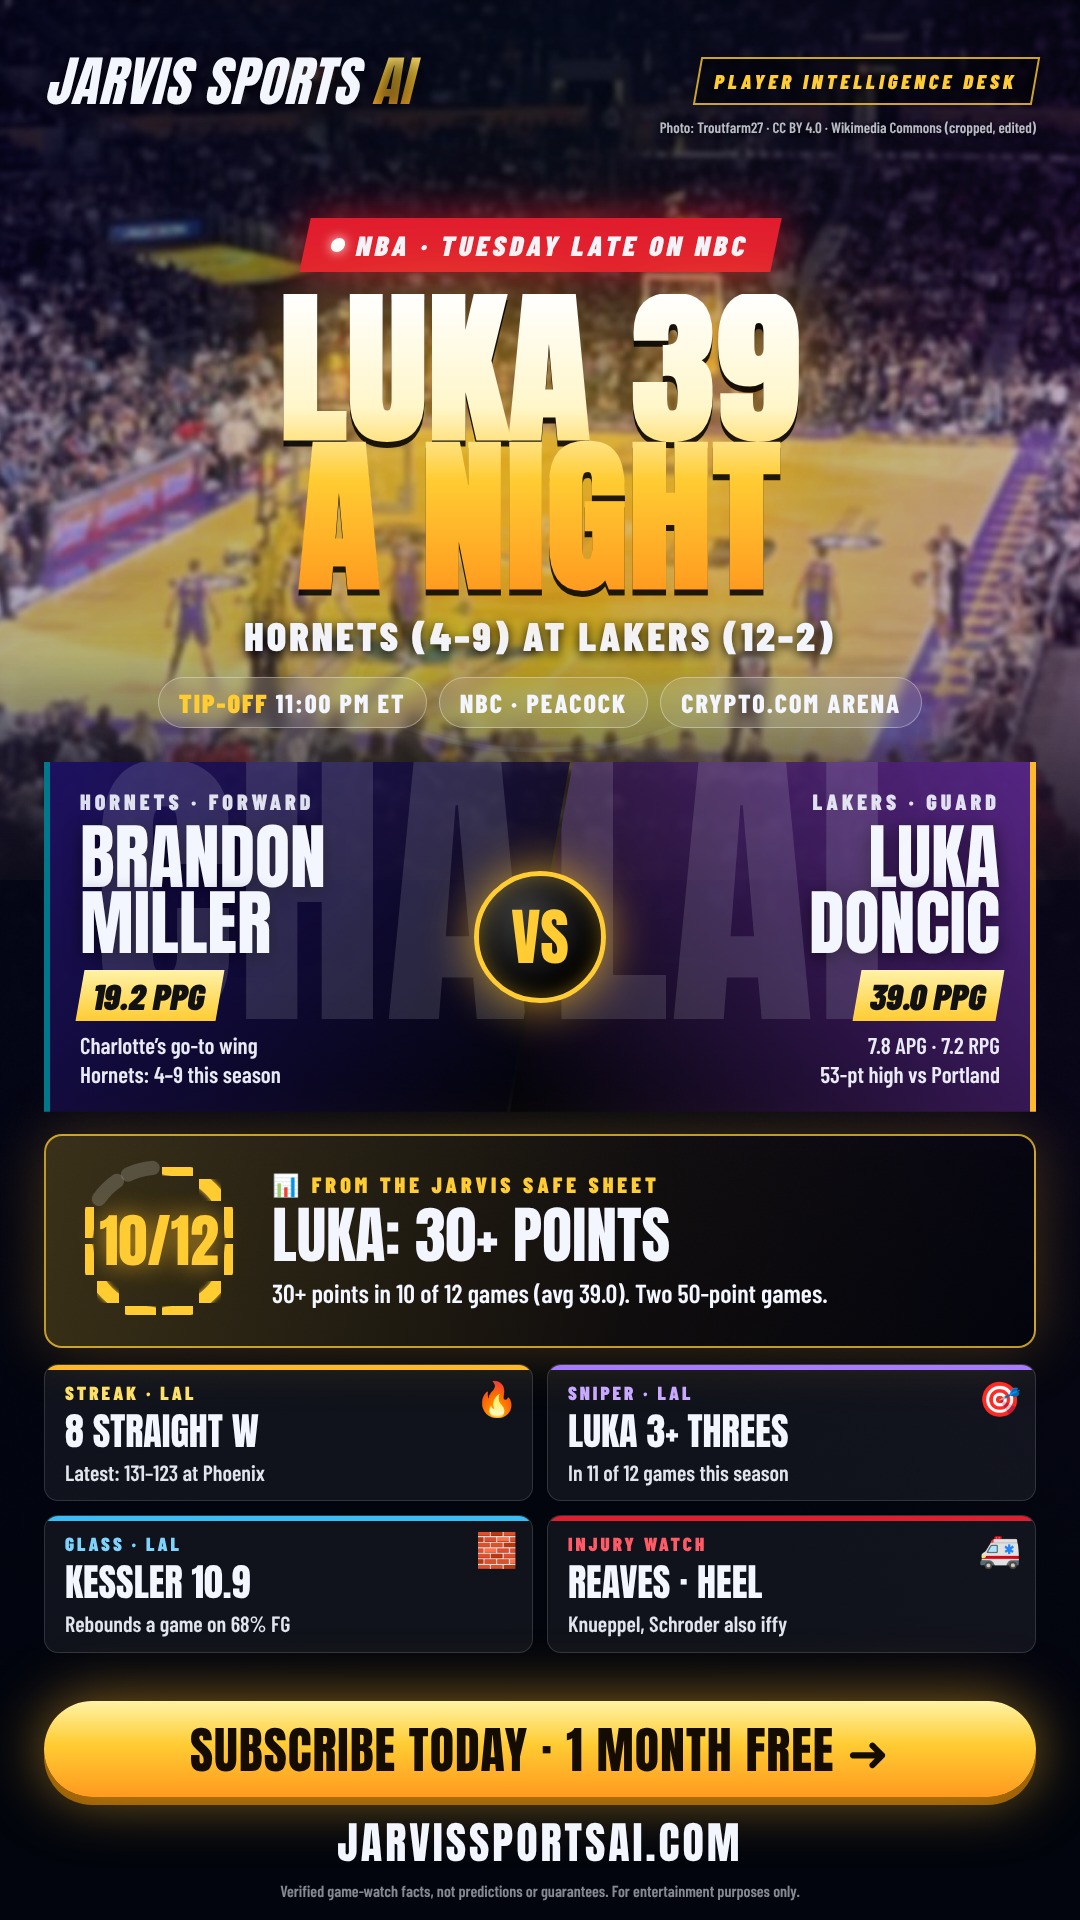 JARVIS SPORTS AI
PLAYER INTELLIGENCE DESK
Photo: Troutfarm27 · CC BY 4.0 · Wikimedia Commons (cropped, edited)
NBA · TUESDAY LATE ON NBC
LUKA 39
A NIGHT
HORNETS (4–9) AT LAKERS (12–2)
TIP-OFF 11:00 PM ET
NBC · PEACOCK
CRYPTO.COM ARENA
CHA
LAL
HORNETS · FORWARD
BRANDON
MILLER
19.2 PPG
Charlotte’s go-to wing
Hornets: 4–9 this season
VS
LAKERS · GUARD
LUKA
DONCIC
39.0 PPG
7.8 APG · 7.2 RPG
53-pt high vs Portland
10/12
📊 FROM THE JARVIS SAFE SHEET
LUKA: 30+ POINTS
30+ points in 10 of 12 games (avg 39.0). Two 50-point games.
STREAK · LAL
8 STRAIGHT W
Latest: 131–123 at Phoenix
SNIPER · LAL
LUKA 3+ THREES
In 11 of 12 games this season
GLASS · LAL
KESSLER 10.9
Rebounds a game on 68% FG
INJURY WATCH
REAVES · HEEL
Knueppel, Schroder also iffy
SUBSCRIBE TODAY · 1 MONTH FREE →
JARVISSPORTSAI.COM
Verified game-watch facts, not predictions or guarantees. For entertainment purposes only.